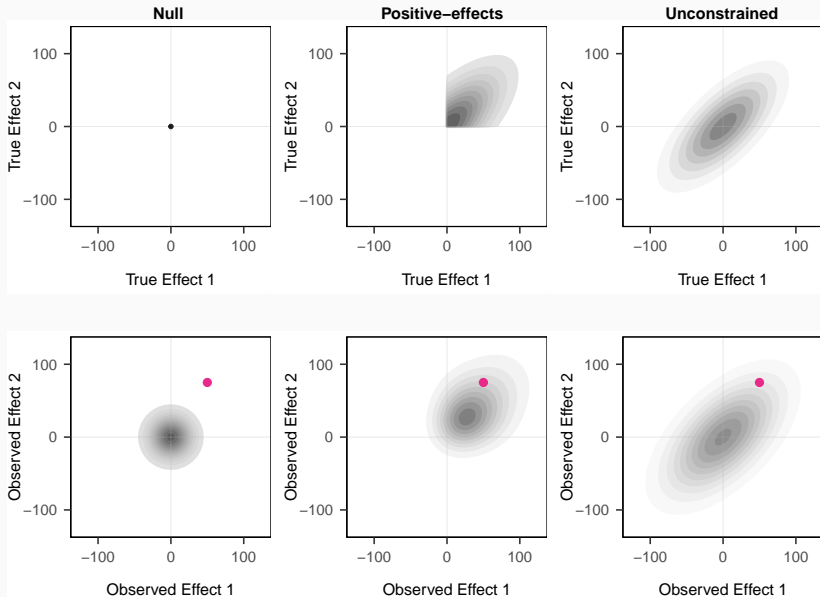 Null Positive−effects Unconstrained
True Effect 2 True Effect 2 True Effect 2
100 100 100
0 0 0
−100 −100 −100
−100 0 100 −100 0 100 −100 0 100
True Effect 1 True Effect 1 True Effect 1
Observed Effect 2 Observed Effect 2 Observed Effect 2
100 100 100
0 0 0
−100 −100 −100
−100 0 100 −100 0 100 −100 0 100
Observed Effect 1 Observed Effect 1 Observed Effect 1